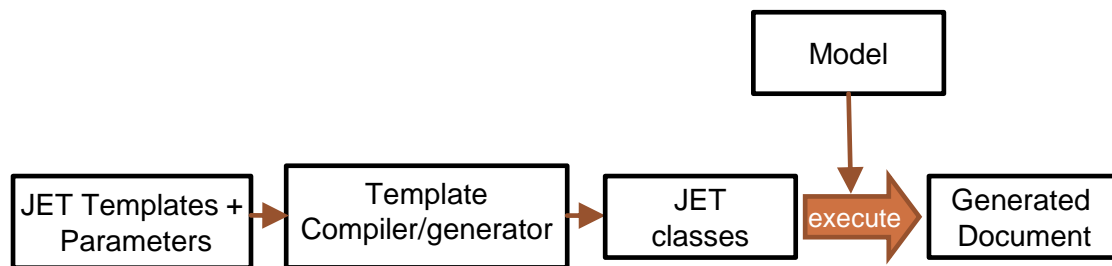 Model
JET Templates +
Parameters
Template
Compiler/generator
JET
classes
execute
Generated
Document